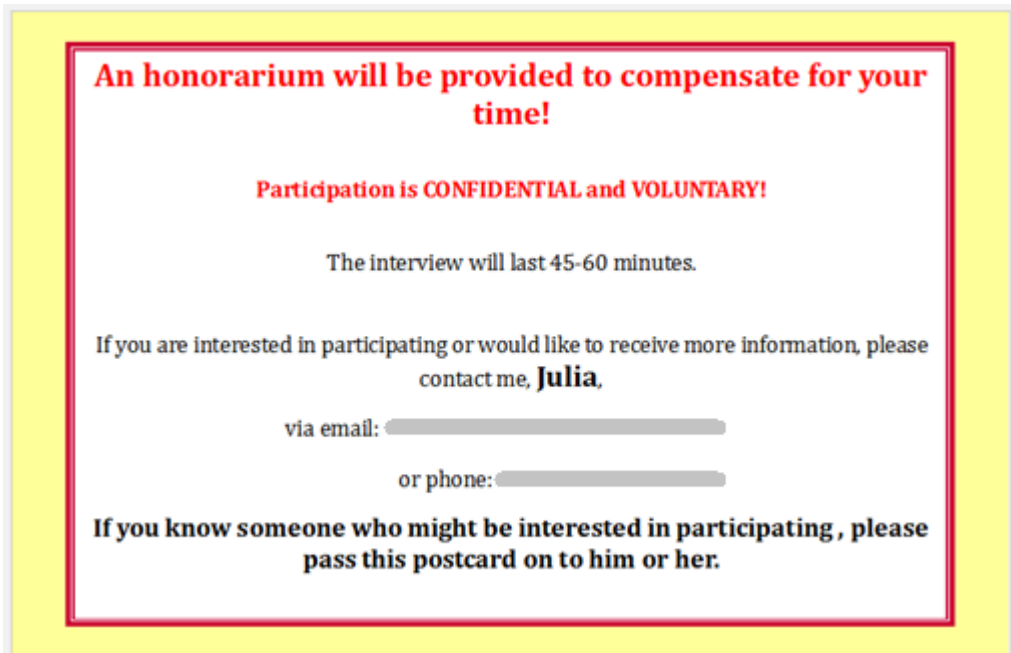 An honorarium will be provided to compensate for your
time!
Participation is CONFIDENTIAL and VOLUNTARY!
The interview will last 45-60 minutes.
If you are interested in participating or would like to receive more information, please
contact me, Julia,
via email:
or phone:
If you know someone who might be interested in participating , please
pass this postcard on to him or her.